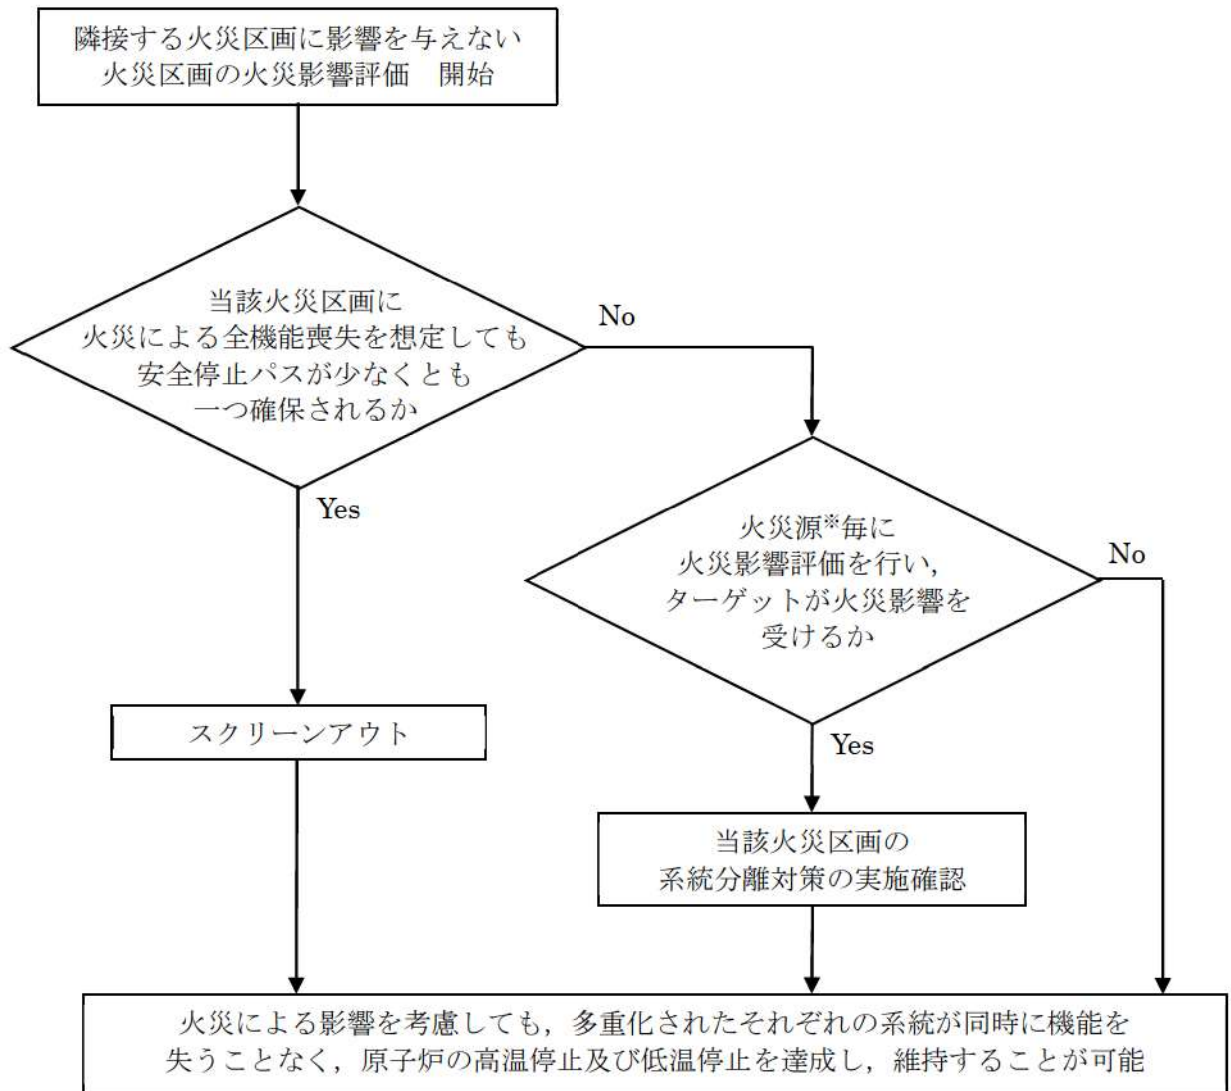 隣接する火災区画に影響を与えない
火災区画の火災影響評価　開始
当該火災区画に
火災による全機能喪失を想定しても
安全停止パスが少なくとも
一つ確保されるか
No
Yes
火災源※毎に
火災影響評価を行い，
ターゲットが火災影響を
受けるか
No
Yes
スクリーンアウト
当該火災区画の
系統分離対策の実施確認
火災による影響を考慮しても，多重化されたそれぞれの系統が同時に機能を
失うことなく，原子炉の高温停止及び低温停止を達成し，維持することが可能